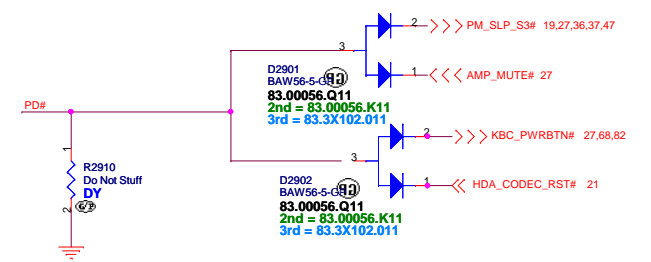 2
PM_SLP_S3# 19,27,36,37,47
3
D2901
BAW56-5-G
1
AMP_MUTE# 27
83.00056.Q11
2nd = 83.00056.K11
3rd = 83.3X102.011
PD#
2
KBC_PWRBTN# 27,68,82
1
3
R2910
Do Not Stuff
DY
2
G/P
D2902
BAW56-5-G
1
HDA_CODEC_RST# 21
83.00056.Q11
2nd = 83.00056.K11
3rd = 83.3X102.011